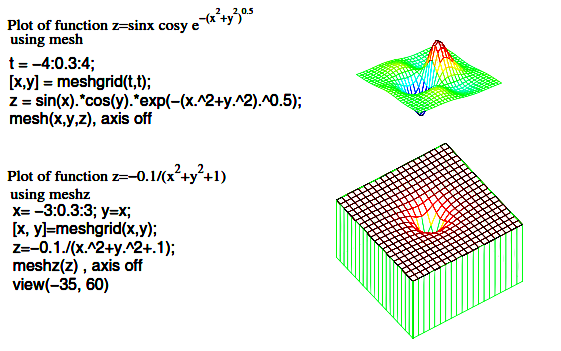 Plot of function z=sinx cosy e^−(x^2+y^2)^0.5
using mesh
t = −4:0.3:4;
[x,y] = meshgrid(t,t);
z = sin(x).*cos(y).*exp(−(x.^2+y.^2).^0.5);
mesh(x,y,z), axis off
Plot of function z=−0.1/(x^2+y^2+1)
using meshz
x= −3:0.3:3; y=x;
[x, y]=meshgrid(x,y);
z=−0.1./(x.^2+y.^2+.1);
meshz(z) , axis off
view(−35, 60)